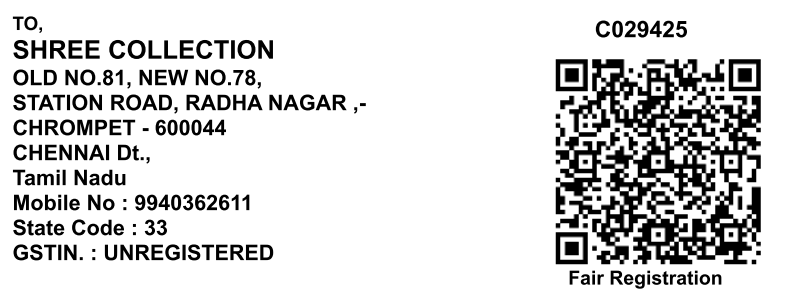 TO,
SHREE COLLECTION
OLD NO.81, NEW NO.78,
STATION ROAD, RADHA NAGAR ,-
CHROMPET - 600044
CHENNAI Dt.,
Tamil Nadu
Mobile No : 9940362611
State Code : 33
GSTIN. : UNREGISTERED
C029425
Fair Registration